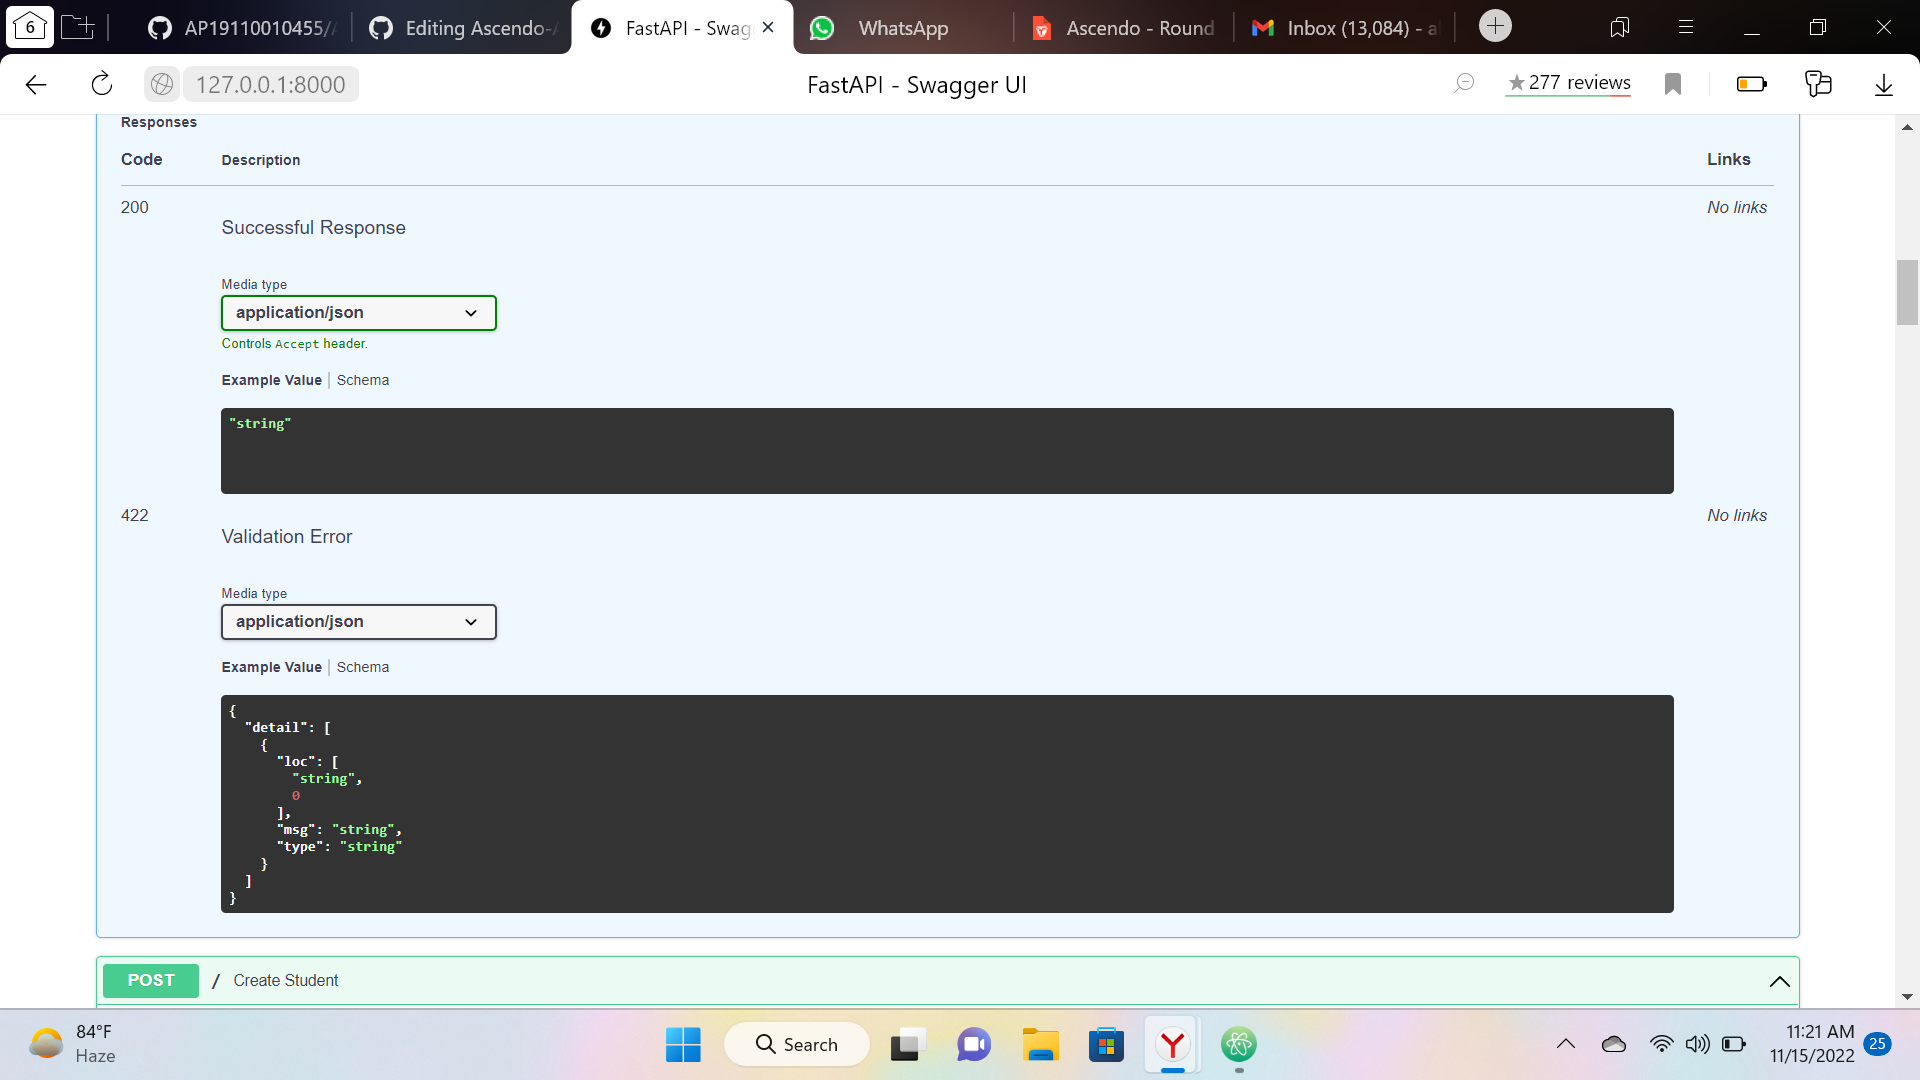 6
AP19110010455/A
Editing Ascendo-A
FastAPI - Swag
WhatsApp
Ascendo - Round
Inbox (13,084) - a
127.0.0.1:8000
FastAPI - Swagger UI
★ 277 reviews
Responses
Code Description Links
200 No links
Successful Response
Media type
application/json
Controls Accept header.
Example Value | Schema
"string"
422 No links
Validation Error
Media type
application/json
Example Value | Schema
{
  "detail": [
    {
      "loc": [
        "string",
        0
      ],
      "msg": "string",
      "type": "string"
    }
  ]
}
POST / Create Student
84°F
Haze
Search
11:21 AM
11/15/2022
25